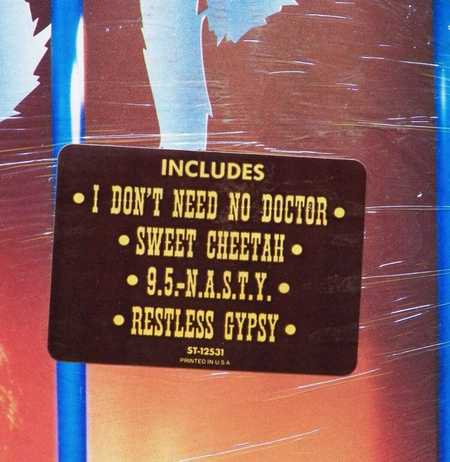 INCLUDES
• I DON'T NEED NO DOCTOR •
• SWEET CHEETAH •
• 9.5.-N.A.S.T.Y. •
• RESTLESS GYPSY •
ST-12531
PRINTED IN U S A